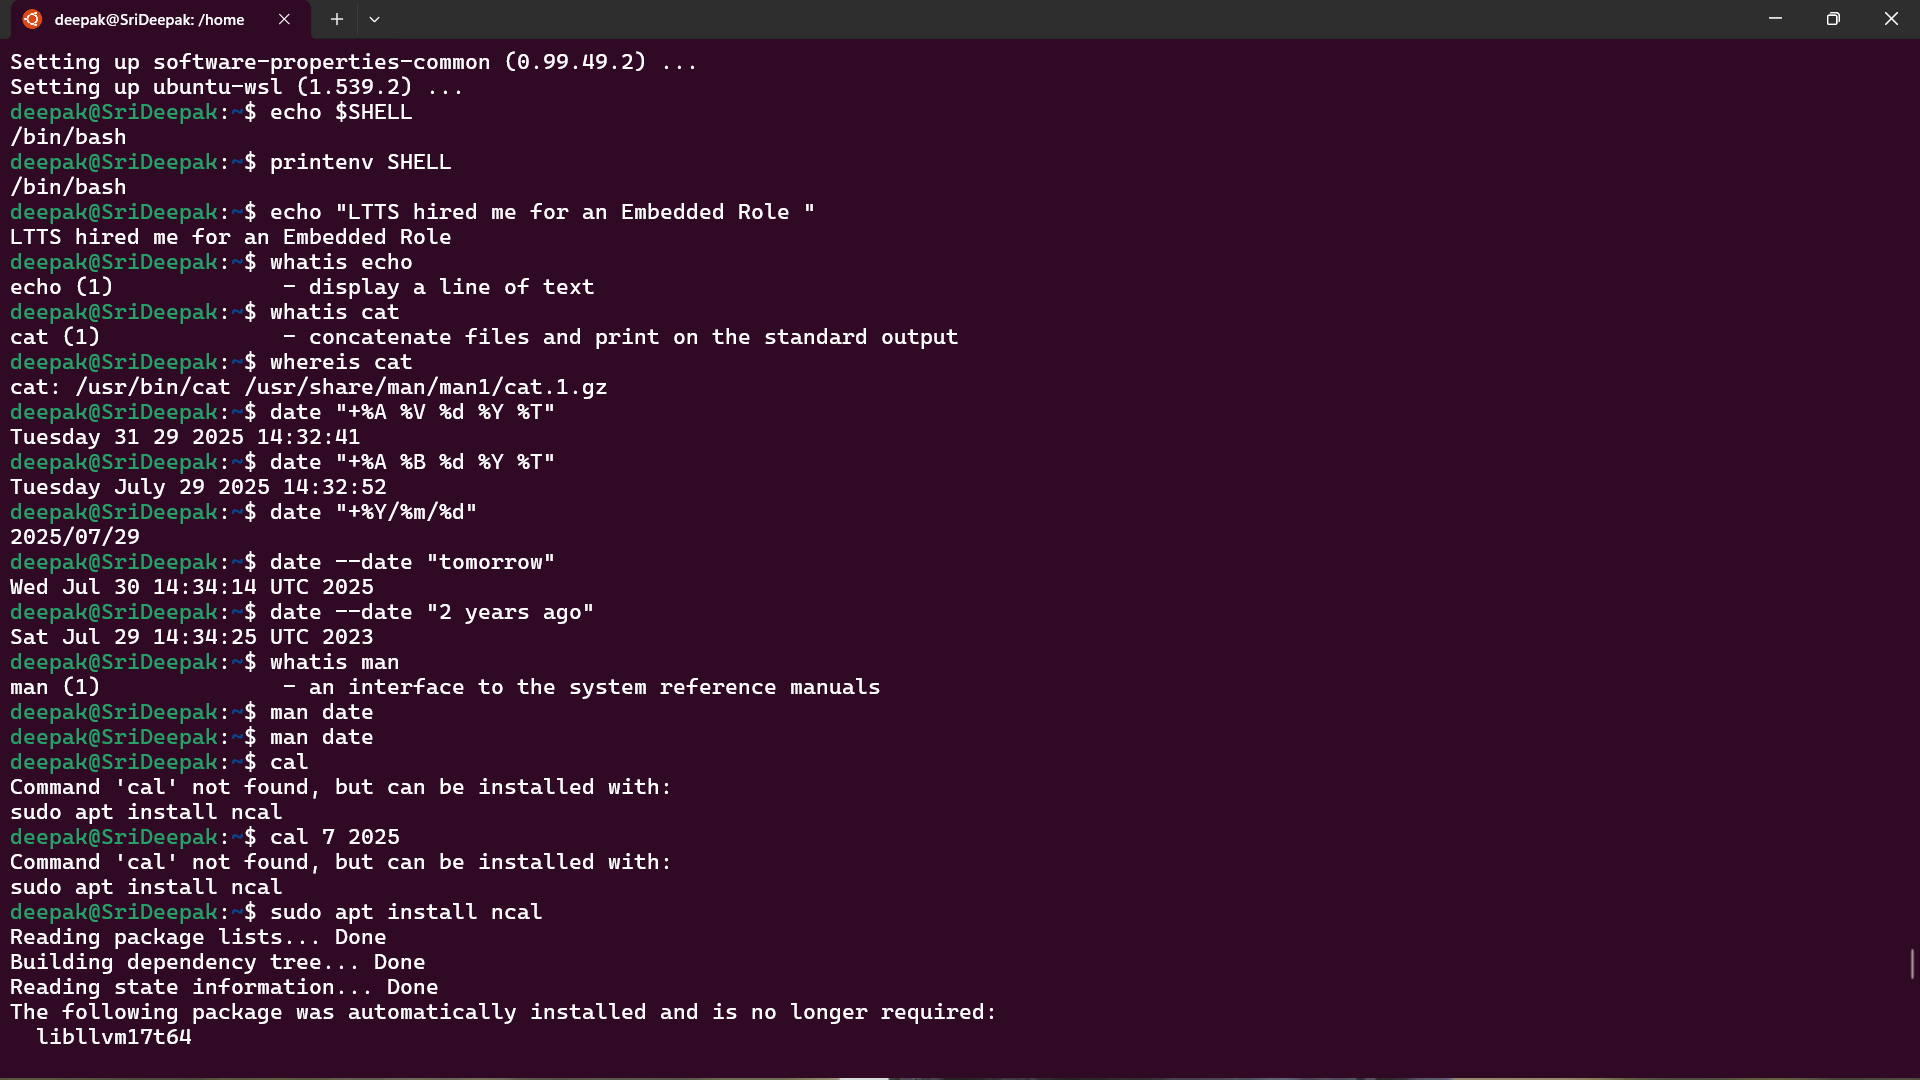 deepak@SriDeepak: /home
Setting up software-properties-common (0.99.49.2) ...
Setting up ubuntu-wsl (1.539.2) ...
deepak@SriDeepak:~$ echo $SHELL
/bin/bash
deepak@SriDeepak:~$ printenv SHELL
/bin/bash
deepak@SriDeepak:~$ echo "LTTS hired me for an Embedded Role "
LTTS hired me for an Embedded Role
deepak@SriDeepak:~$ whatis echo
echo (1)             - display a line of text
deepak@SriDeepak:~$ whatis cat
cat (1)              - concatenate files and print on the standard output
deepak@SriDeepak:~$ whereis cat
cat: /usr/bin/cat /usr/share/man/man1/cat.1.gz
deepak@SriDeepak:~$ date "+%A %V %d %Y %T"
Tuesday 31 29 2025 14:32:41
deepak@SriDeepak:~$ date "+%A %B %d %Y %T"
Tuesday July 29 2025 14:32:52
deepak@SriDeepak:~$ date "+%Y/%m/%d"
2025/07/29
deepak@SriDeepak:~$ date --date "tomorrow"
Wed Jul 30 14:34:14 UTC 2025
deepak@SriDeepak:~$ date --date "2 years ago"
Sat Jul 29 14:34:25 UTC 2023
deepak@SriDeepak:~$ whatis man
man (1)              - an interface to the system reference manuals
deepak@SriDeepak:~$ man date
deepak@SriDeepak:~$ man date
deepak@SriDeepak:~$ cal
Command 'cal' not found, but can be installed with:
sudo apt install ncal
deepak@SriDeepak:~$ cal 7 2025
Command 'cal' not found, but can be installed with:
sudo apt install ncal
deepak@SriDeepak:~$ sudo apt install ncal
Reading package lists... Done
Building dependency tree... Done
Reading state information... Done
The following package was automatically installed and is no longer required:
  libllvm17t64